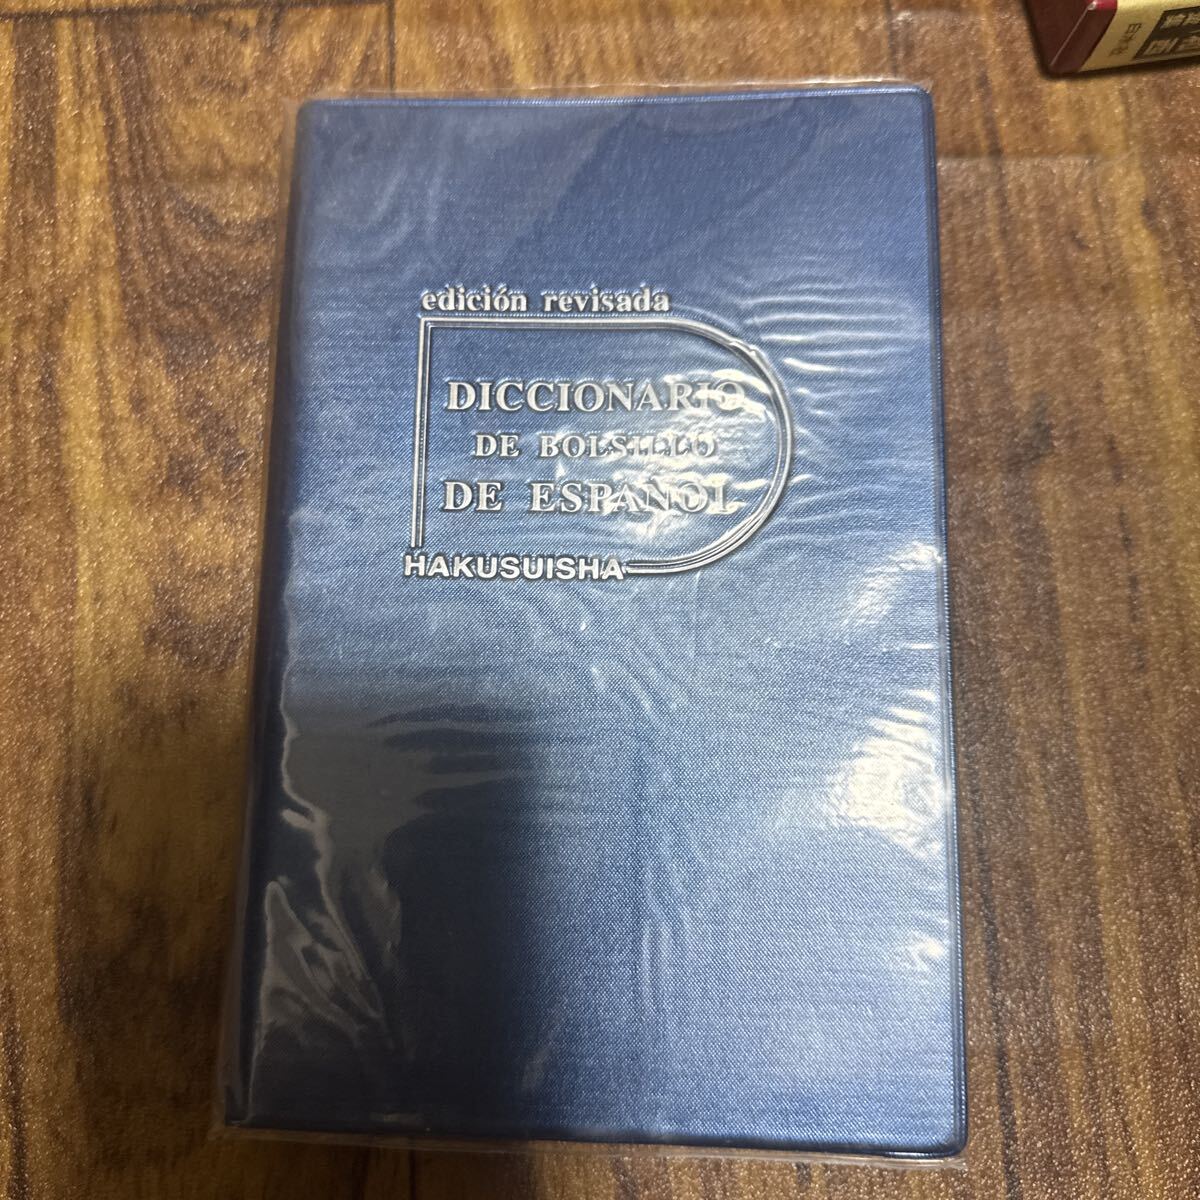 edición revisada
DICCIONARIO
DE BOLSILLO
DE ESPAÑOL
HAKUSUISHA